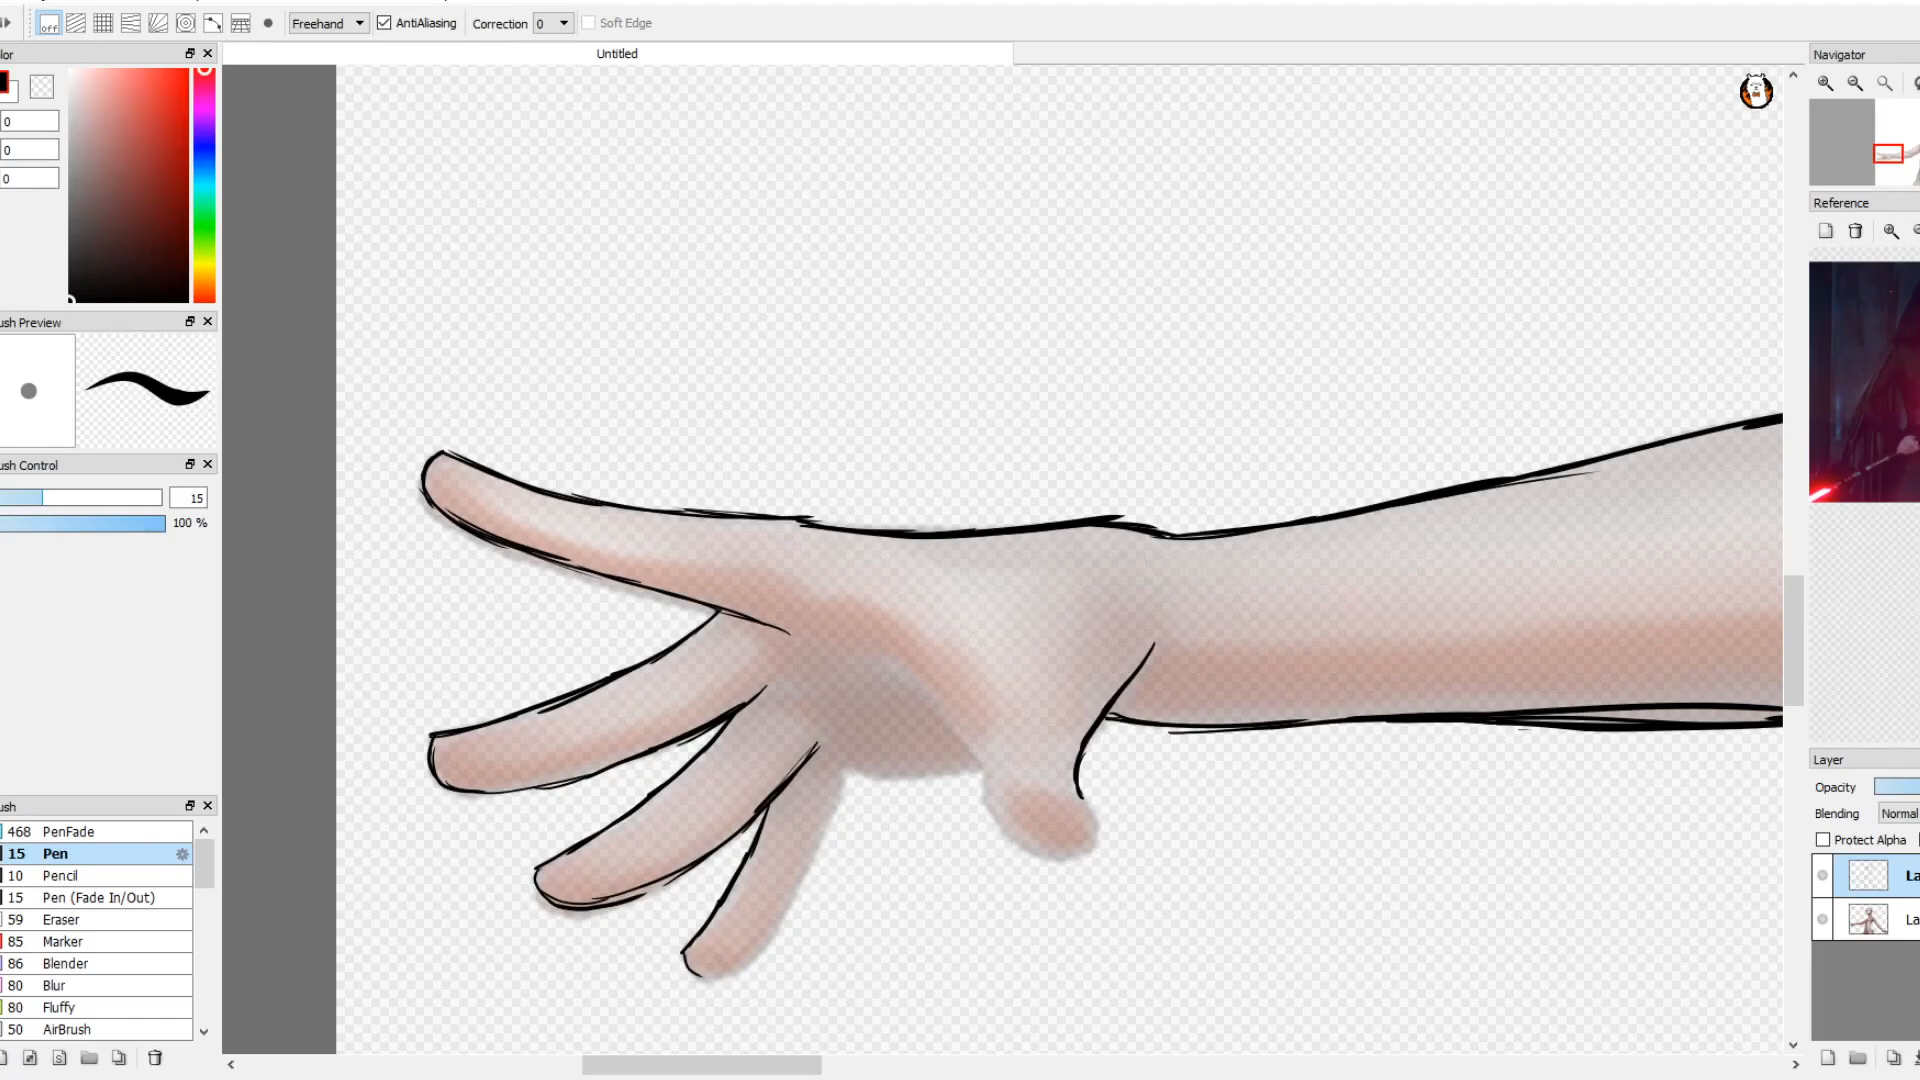 off Freehand AntiAliasing Correction 0 Soft Edge
lor
Untitled
Navigator
0
0
0
Reference
ush Preview
ush Control
15
100 %
Layer
Opacity
Blending Normal
Protect Alpha
ush
468 PenFade
15 Pen
10 Pencil
15 Pen (Fade In/Out)
59 Eraser
85 Marker
86 Blender
80 Blur
80 Fluffy
50 AirBrush
La
La
S